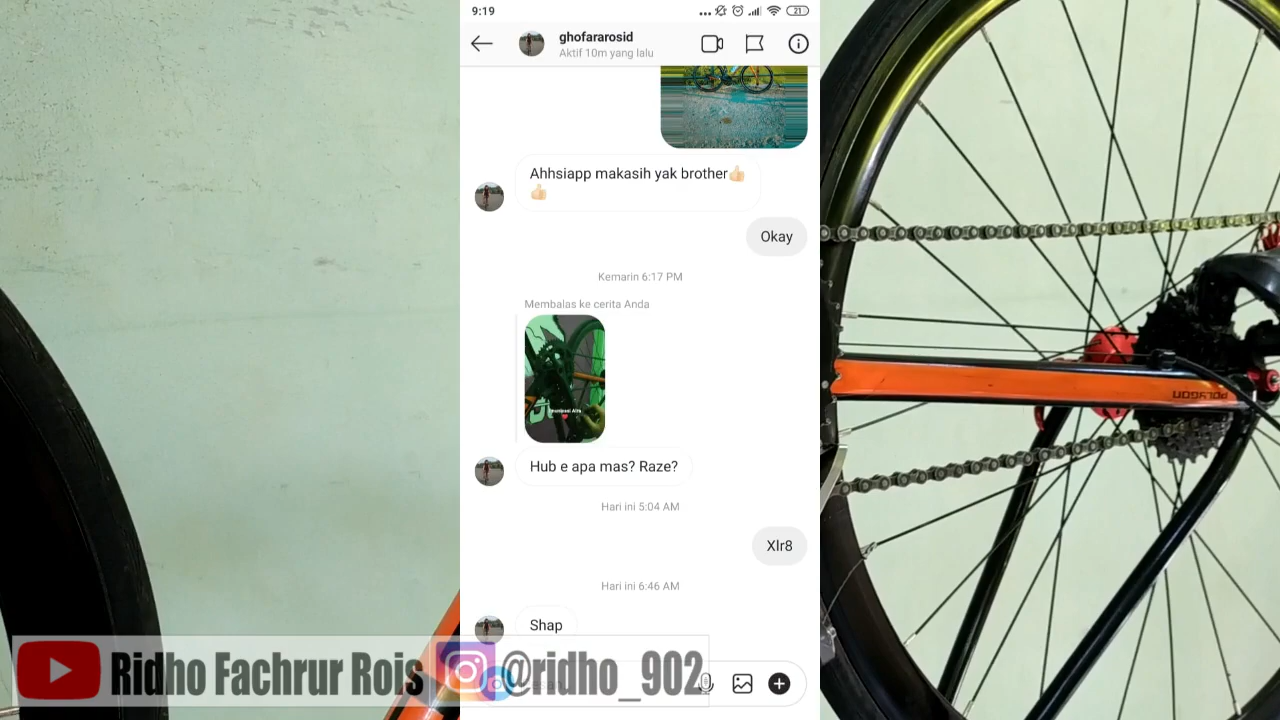 9:19
21
ghofararosid
Aktif 10m yang lalu
Ahhsiapp makasih yak brother👍🏻
👍🏻
Okay
Kemarin 6:17 PM
Membalas ke cerita Anda
Hub e apa mas? Raze?
Hari ini 5:04 AM
Xlr8
Hari ini 6:46 AM
Shap
Ridho Fachrur Rois
@ridho_902
POLYGON